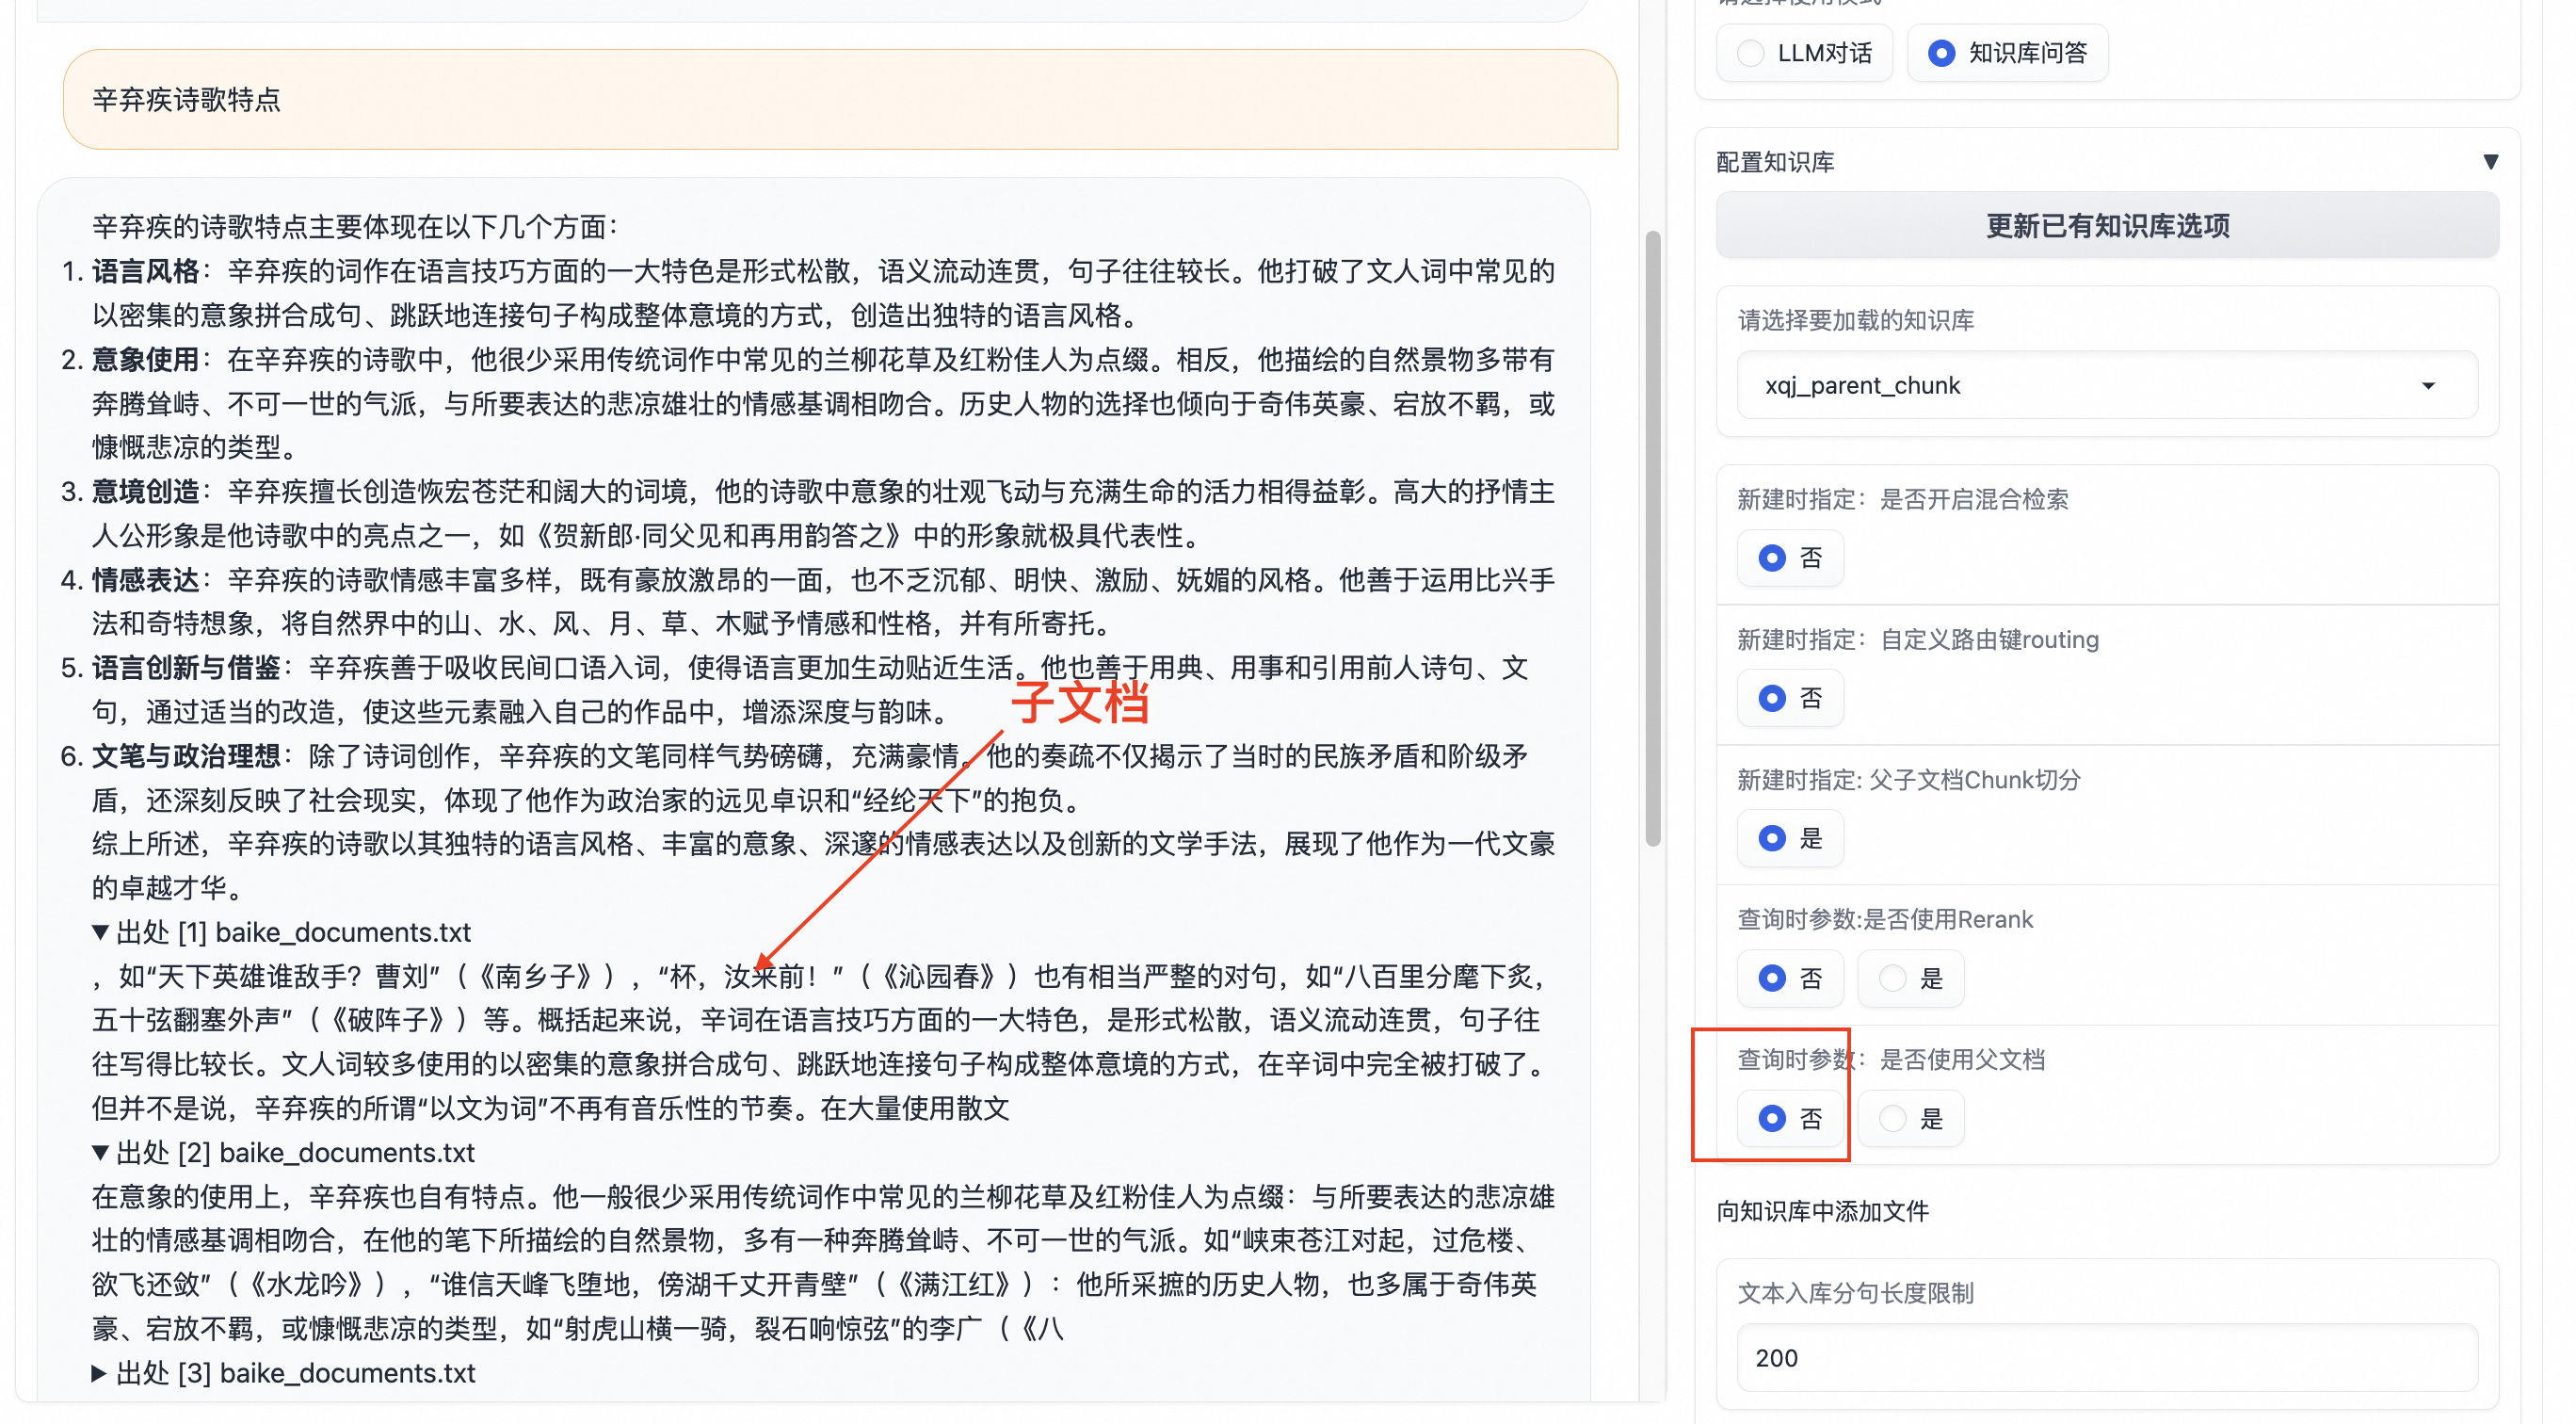 辛弃疾诗歌特点
辛弃疾的诗歌特点主要体现在以下几个方面：
1. 语言风格：辛弃疾的词作在语言技巧方面的一大特色是形式松散，语义流动连贯，句子往往较长。他打破了文人词中常见的
以密集的意象拼合成句、跳跃地连接句子构成整体意境的方式，创造出独特的语言风格。
2. 意象使用：在辛弃疾的诗歌中，他很少采用传统词作中常见的兰柳花草及红粉佳人为点缀。相反，他描绘的自然景物多带有
奔腾耸峙、不可一世的气派，与所要表达的悲凉雄壮的情感基调相吻合。历史人物的选择也倾向于奇伟英豪、宕放不羁，或
慷慨悲凉的类型。
3. 意境创造：辛弃疾擅长创造恢宏苍茫和阔大的词境，他的诗歌中意象的壮观飞动与充满生命的活力相得益彰。高大的抒情主
人公形象是他诗歌中的亮点之一，如《贺新郎·同父见和再用韵答之》中的形象就极具代表性。
4. 情感表达：辛弃疾的诗歌情感丰富多样，既有豪放激昂的一面，也不乏沉郁、明快、激励、妩媚的风格。他善于运用比兴手
法和奇特想象，将自然界中的山、水、风、月、草、木赋予情感和性格，并有所寄托。
5. 语言创新与借鉴：辛弃疾善于吸收民间口语入词，使得语言更加生动贴近生活。他也善于用典、用事和引用前人诗句、文
句，通过适当的改造，使这些元素融入自己的作品中，增添深度与韵味。
子文档
6. 文笔与政治理想：除了诗词创作，辛弃疾的文笔同样气势磅礴，充满豪情。他的奏疏不仅揭示了当时的民族矛盾和阶级矛
盾，还深刻反映了社会现实，体现了他作为政治家的远见卓识和“经纶天下”的抱负。
综上所述，辛弃疾的诗歌以其独特的语言风格、丰富的意象、深邃的情感表达以及创新的文学手法，展现了他作为一代文豪
的卓越才华。
▼出处 [1] baike_documents.txt
，如“天下英雄谁敌手？曹刘”（《南乡子》），“杯，汝来前！”（《沁园春》）也有相当严整的对句，如“八百里分麾下炙，
五十弦翻塞外声”（《破阵子》）等。概括起来说，辛词在语言技巧方面的一大特色，是形式松散，语义流动连贯，句子往
往写得比较长。文人词较多使用的以密集的意象拼合成句、跳跃地连接句子构成整体意境的方式，在辛词中完全被打破了。
但并不是说，辛弃疾的所谓“以文为词”不再有音乐性的节奏。在大量使用散文
▼出处 [2] baike_documents.txt
在意象的使用上，辛弃疾也自有特点。他一般很少采用传统词作中常见的兰柳花草及红粉佳人为点缀：与所要表达的悲凉雄
壮的情感基调相吻合，在他的笔下所描绘的自然景物，多有一种奔腾耸峙、不可一世的气派。如“峡束苍江对起，过危楼、
欲飞还敛”（《水龙吟》），“谁信天峰飞堕地，傍湖千丈开青壁”（《满江红》）：他所采摭的历史人物，也多属于奇伟英
豪、宕放不羁，或慷慨悲凉的类型，如“射虎山横一骑，裂石响惊弦”的李广（《八
▶出处 [3] baike_documents.txt
请选择使用模式
LLM对话
知识库问答
配置知识库
▼
更新已有知识库选项
请选择要加载的知识库
xqj_parent_chunk
新建时指定：是否开启混合检索
否
新建时指定：自定义路由键routing
否
新建时指定: 父子文档Chunk切分
是
查询时参数:是否使用Rerank
否
是
查询时参数：是否使用父文档
否
是
向知识库中添加文件
文本入库分句长度限制
200